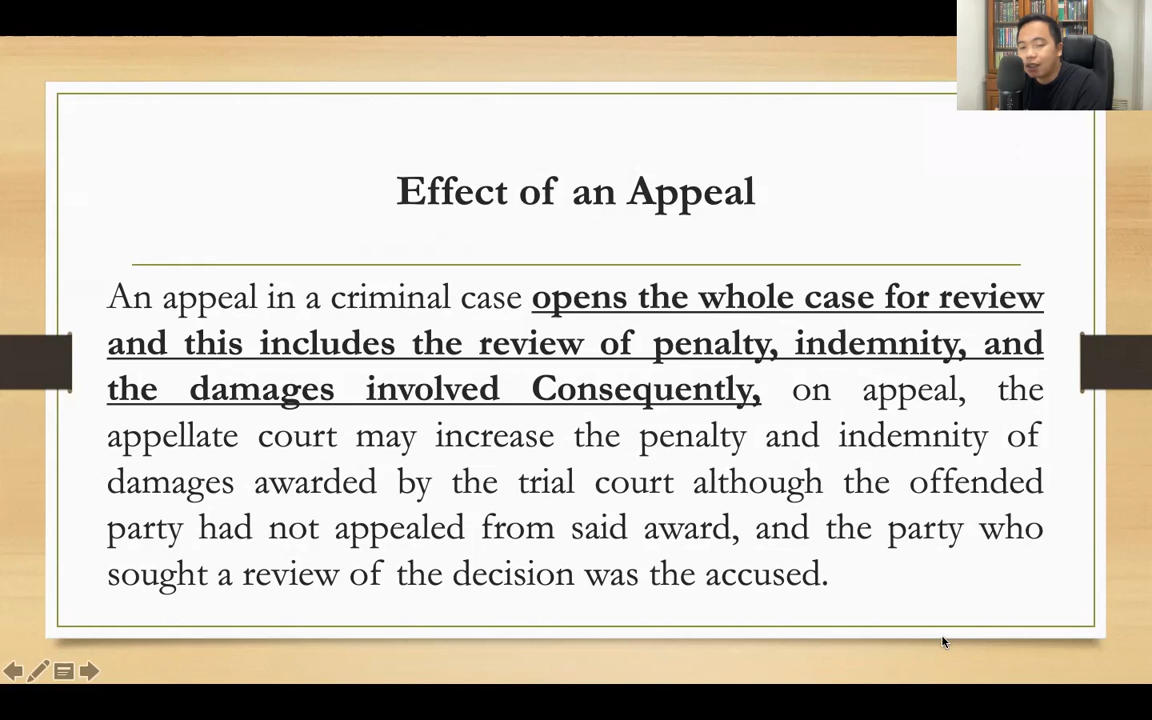 Effect of an Appeal
An appeal in a criminal case opens the whole case for review
and this includes the review of penalty, indemnity, and
the damages involved Consequently, on appeal, the
appellate court may increase the penalty and indemnity of
damages awarded by the trial court although the offended
party had not appealed from said award, and the party who
sought a review of the decision was the accused.